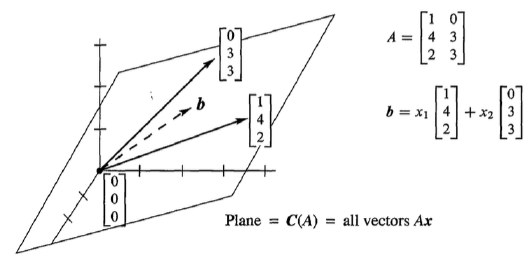 [0 3 3]
[1 4 2]
b
[0 0 0]
A = [1 0
4 3
2 3]
b = x₁ [1 4 2] + x₂ [0 3 3]
Plane = C(A) = all vectors Ax